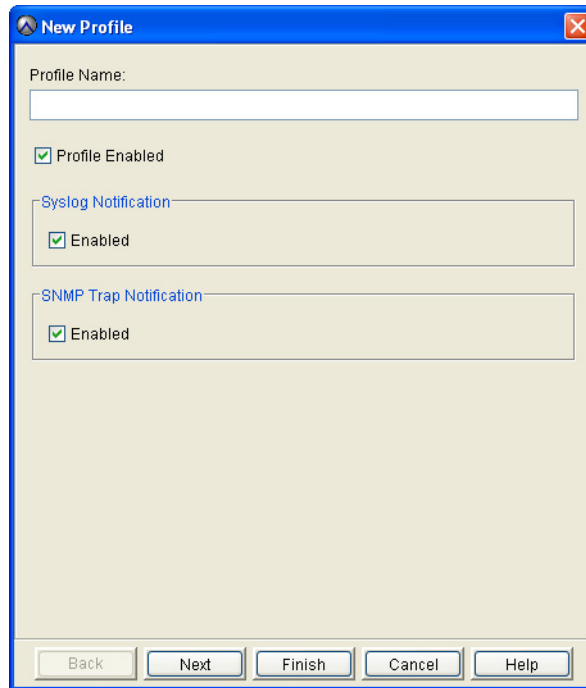 New Profile
Profile Name:
Profile Enabled
Syslog Notification
Enabled
SNMP Trap Notification
Enabled
Back Next Finish Cancel Help